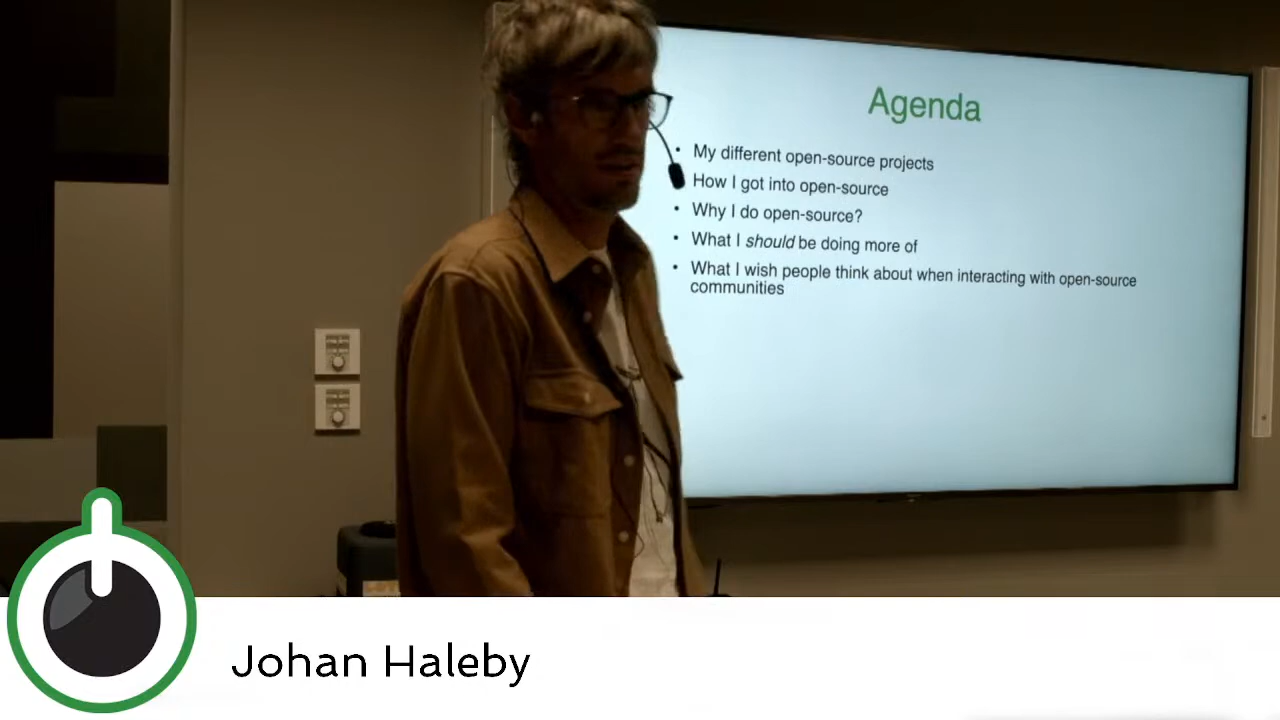 Agenda
• My different open-source projects
How I got into open-source
• Why I do open-source?
• What I should be doing more of
• What I wish people think about when interacting with open-source
communities
Johan Haleby